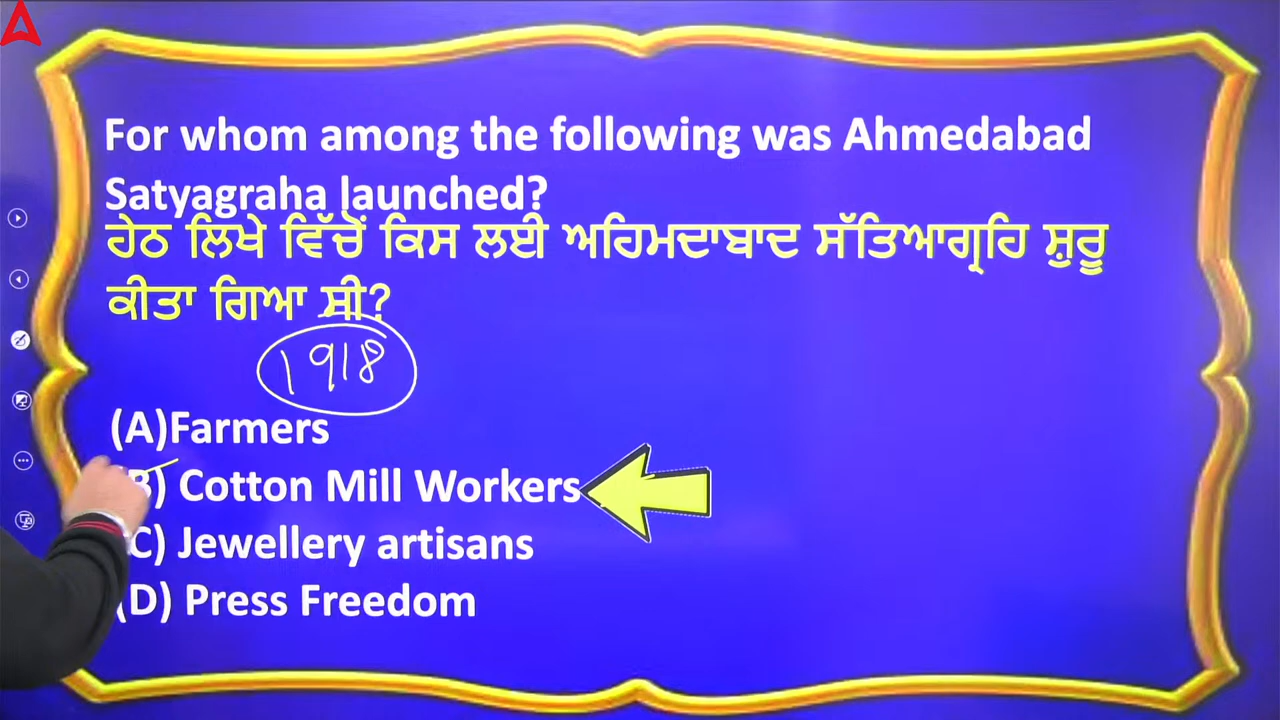 For whom among the following was Ahmedabad
Satyagraha launched?
ਹੇਠ ਲਿਖੇ ਵਿੱਚੋਂ ਕਿਸ ਲਈ ਅਹਿਮਦਾਬਾਦ ਸੱਤਿਆਗ੍ਰਹਿ ਸ਼ੁਰੂ
ਕੀਤਾ ਗਿਆ ਸੀ?
1918
(A)Farmers
B) Cotton Mill Workers
C) Jewellery artisans
(D) Press Freedom